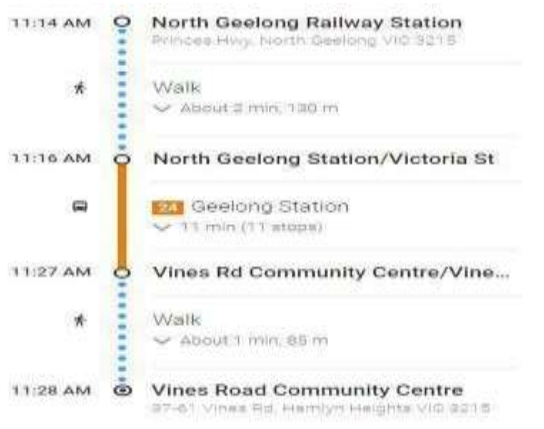 11:14 AM North Geelong Railway Station
Princes Hwy, North Geelong VIC 3215
Walk
About 2 min, 130 m
11:16 AM North Geelong Station/Victoria St
24 Geelong Station
11 min (11 stops)
11:27 AM Vines Rd Community Centre/Vine...
Walk
About 1 min, 85 m
11:28 AM Vines Road Community Centre
37-61 Vines Rd, Hamlyn Heights VIC 3215